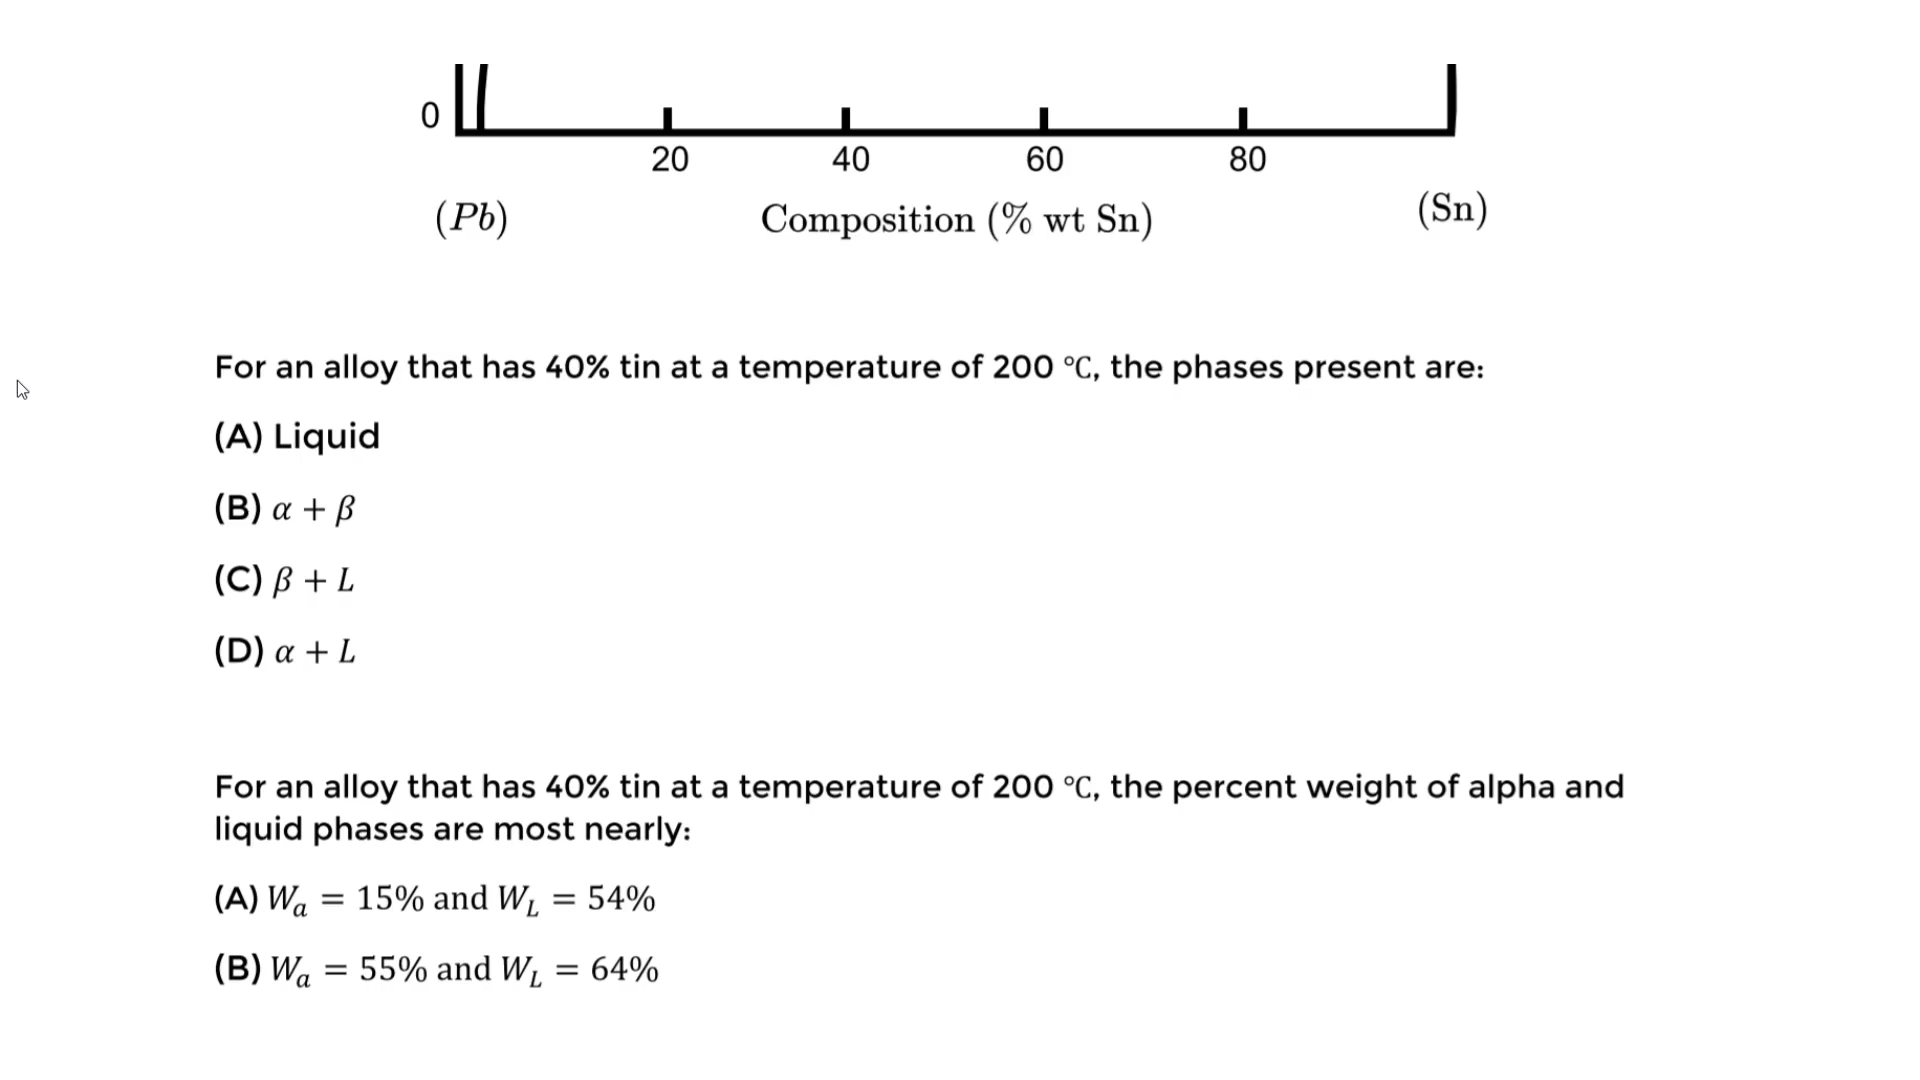 0
20 40 60 80
(Pb) Composition (% wt Sn) (Sn)
For an alloy that has 40% tin at a temperature of 200 °C, the phases present are:
(A) Liquid
(B) α + β
(C) β + L
(D) α + L
For an alloy that has 40% tin at a temperature of 200 °C, the percent weight of alpha and
liquid phases are most nearly:
(A) Wₐ = 15% and W_L = 54%
(B) Wₐ = 55% and W_L = 64%